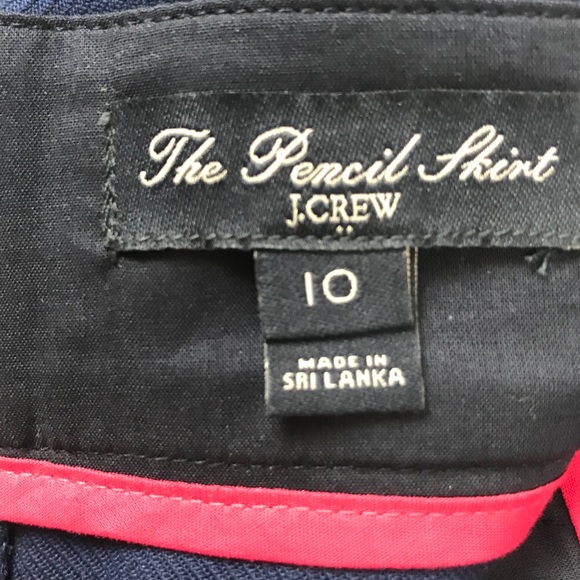 The Pencil Skirt
J.CREW
10
MADE IN
SRI LANKA